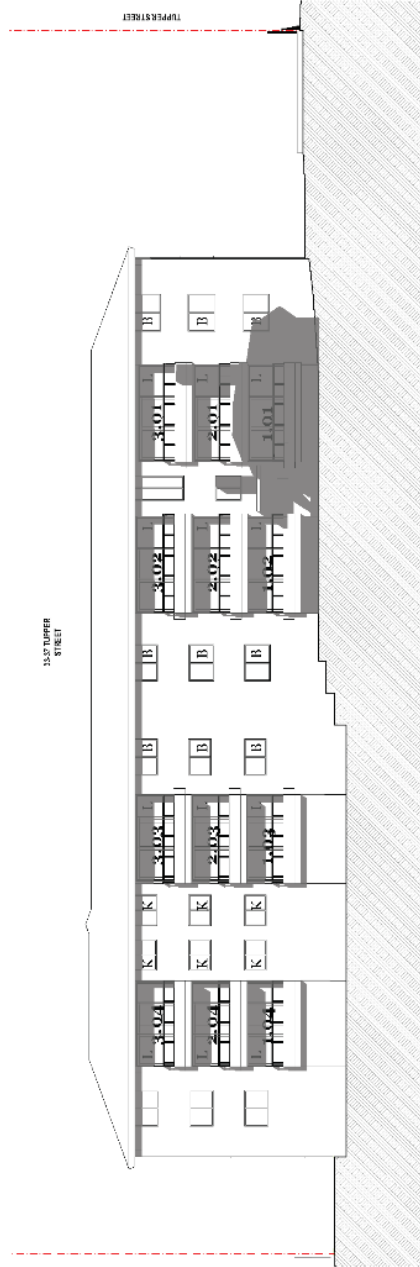 TUPPER STREET
33-37 TUPPER
STREET
L K K L B B L L B
3.04 3.03 3.02 3.01
L K K L B B L L B
2.04 2.03 2.02 2.01
L K K L B B L L B
1.04 1.03 1.02 1.01